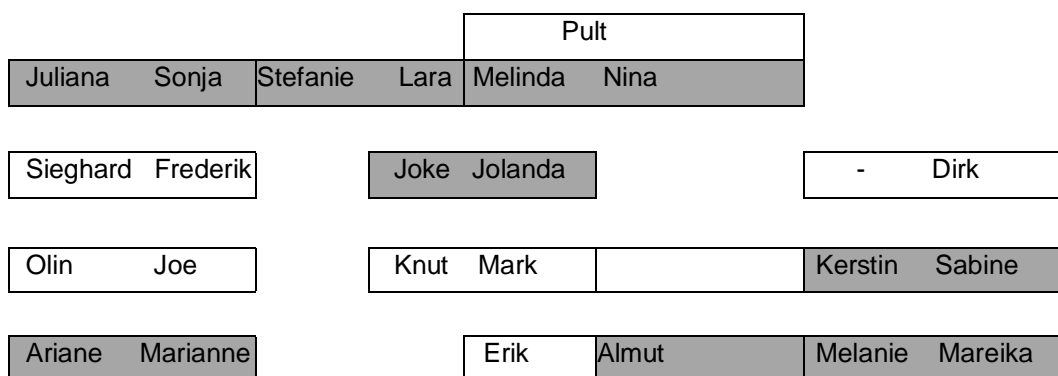 Pult
Juliana Sonja Stefanie Lara Melinda Nina
Sieghard Frederik Joke Jolanda - Dirk
Olin Joe Knut Mark Kerstin Sabine
Ariane Marianne Erik Almut Melanie Mareika